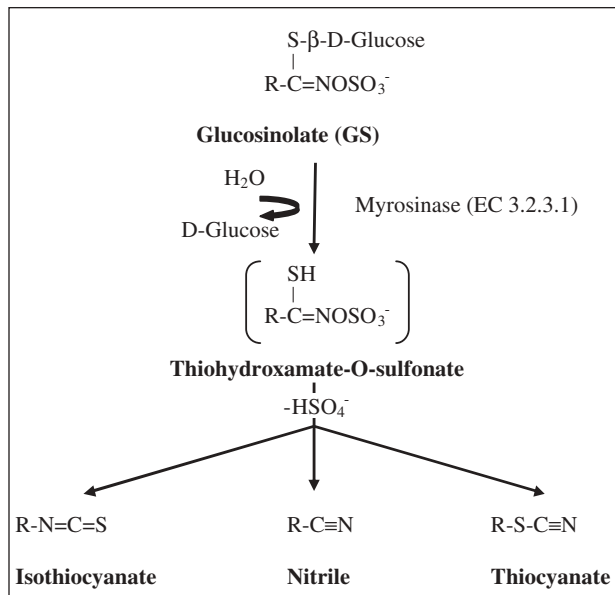 S-β-D-Glucose
|
R-C=NOSO₃⁻
Glucosinolate (GS)
H₂O
Myrosinase (EC 3.2.3.1)
D-Glucose
SH
|
R-C=NOSO₃⁻
Thiohydroxamate-O-sulfonate
-HSO₄⁻
R-N=C=S R-C≡N R-S-C≡N
Isothiocyanate Nitrile Thiocyanate